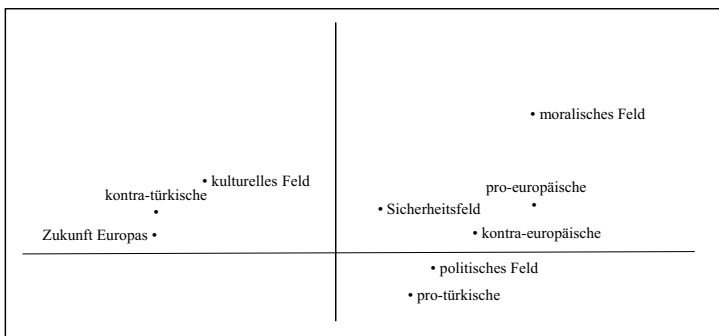 • moralisches Feld
• kulturelles Feld
kontra-türkische
•
Zukunft Europas •
pro-europäische
•
• Sicherheitsfeld
• kontra-europäische
• politisches Feld
• pro-türkische